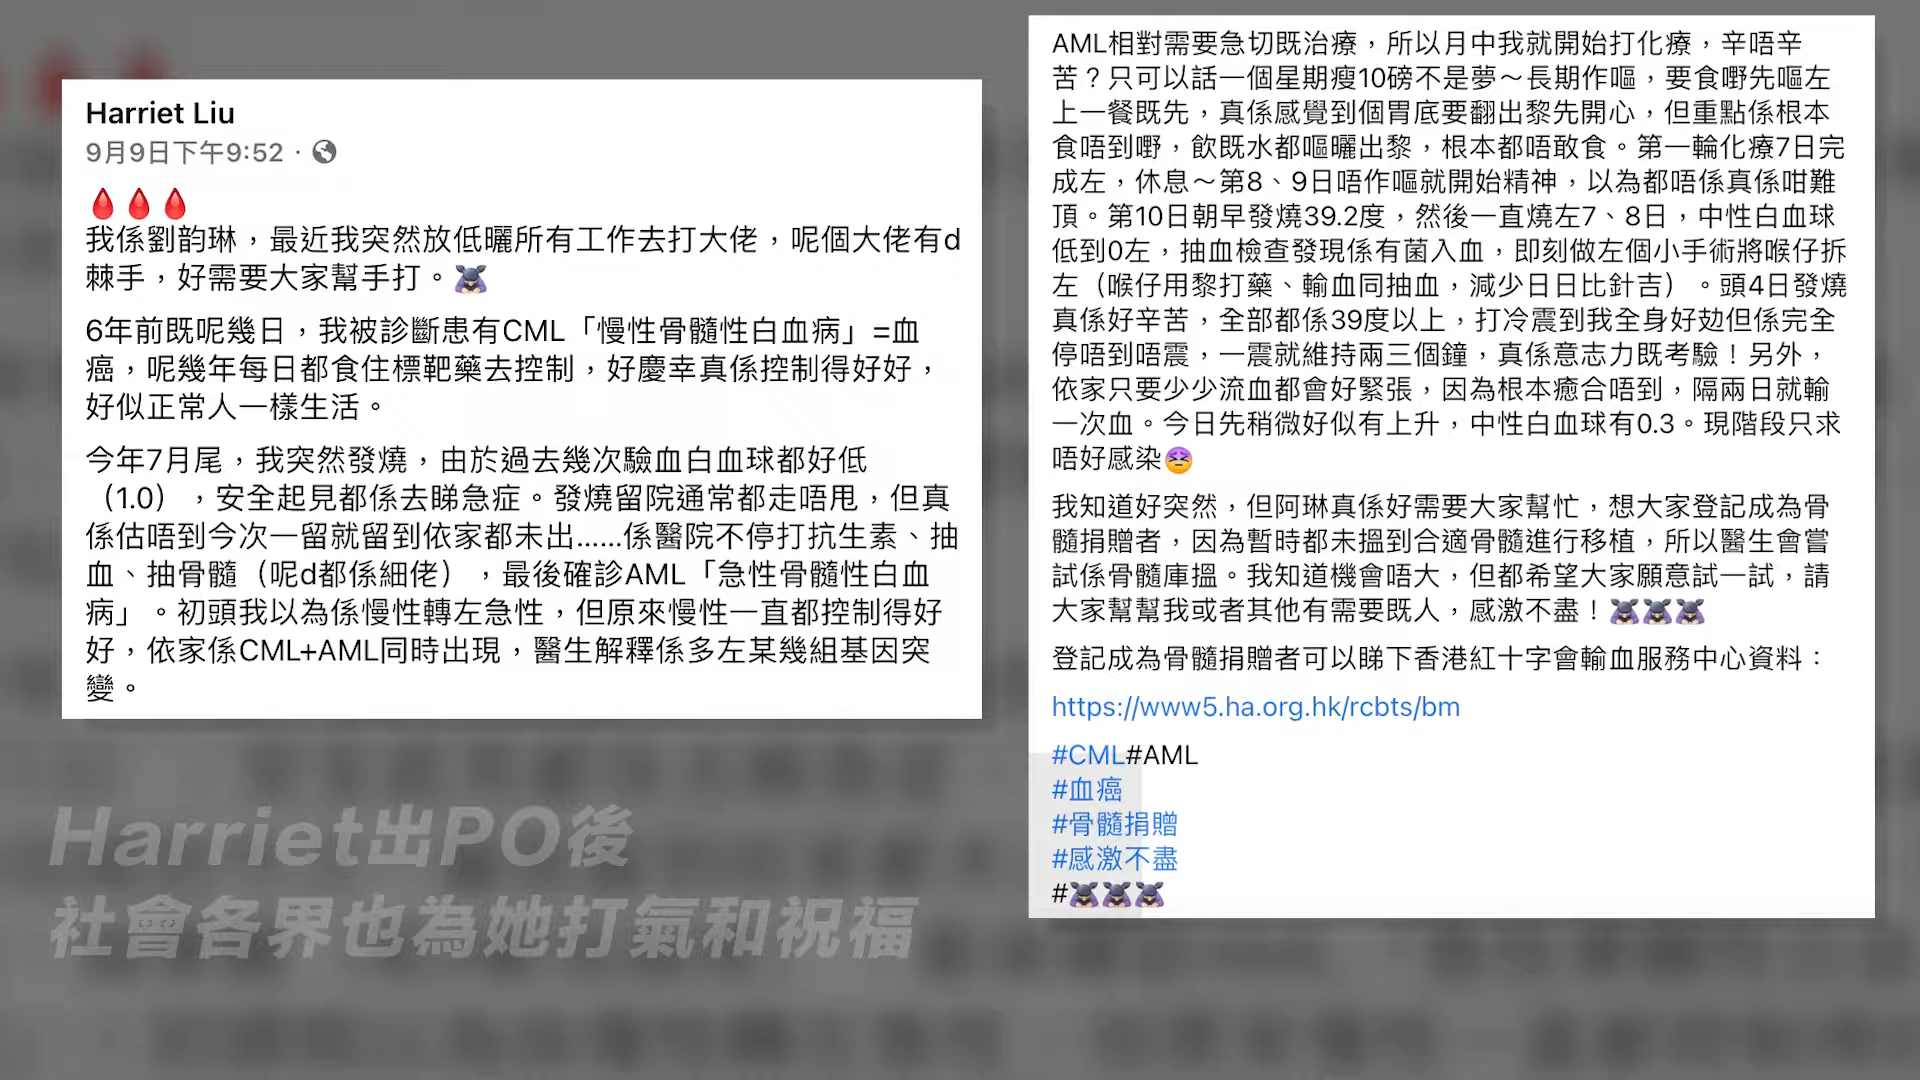 Harriet Liu
9月9日下午9:52 ·
🩸🩸🩸
我係劉韵琳，最近我突然放低曬所有工作去打大佬，呢個大佬有d
棘手，好需要大家幫手打。
6年前既呢幾日，我被診斷患有CML「慢性骨髓性白血病」=血
癌，呢幾年每日都食住標靶藥去控制，好慶幸真係控制得好好，
好似正常人一樣生活。
今年7月尾，我突然發燒，由於過去幾次驗血白血球都好低
（1.0），安全起見都係去睇急症。發燒留院通常都走唔甩，但真
係估唔到今次一留就留到依家都未出......係醫院不停打抗生素、抽
血、抽骨髓（呢d都係細佬），最後確診AML「急性骨髓性白血
病」。初頭我以為係慢性轉左急性，但原來慢性一直都控制得好
好，依家係CML+AML同時出現，醫生解釋係多左某幾組基因突
變。
AML相對需要急切既治療，所以月中我就開始打化療，辛唔辛
苦？只可以話一個星期瘦10磅不是夢～長期作嘔，要食嘢先嘔左
上一餐既先，真係感覺到個胃底要翻出黎先開心，但重點係根本
食唔到嘢，飲既水都嘔曬出黎，根本都唔敢食。第一輪化療7日完
成左，休息～第8、9日唔作嘔就開始精神，以為都唔係真係咁難
頂。第10日朝早發燒39.2度，然後一直燒左7、8日，中性白血球
低到0左，抽血檢查發現係有菌入血，即刻做左個小手術將喉仔拆
左（喉仔用黎打藥、輸血同抽血，減少日日比針吉）。頭4日發燒
真係好辛苦，全部都係39度以上，打冷震到我全身好攰但係完全
停唔到唔震，一震就維持兩三個鐘，真係意志力既考驗！另外，
依家只要少少流血都會好緊張，因為根本癒合唔到，隔兩日就輸
一次血。今日先稍微好似有上升，中性白血球有0.3。現階段只求
唔好感染😣
我知道好突然，但阿琳真係好需要大家幫忙，想大家登記成為骨
髓捐贈者，因為暫時都未搵到合適骨髓進行移植，所以醫生會嘗
試係骨髓庫搵。我知道機會唔大，但都希望大家願意試一試，請
大家幫幫我或者其他有需要既人，感激不盡！
登記成為骨髓捐贈者可以睇下香港紅十字會輸血服務中心資料：
https://www5.ha.org.hk/rcbts/bm
#CML#AML
#血癌
#骨髓捐贈
#感激不盡
#
Harriet出PO後
社會各界也為她打氣和祝福